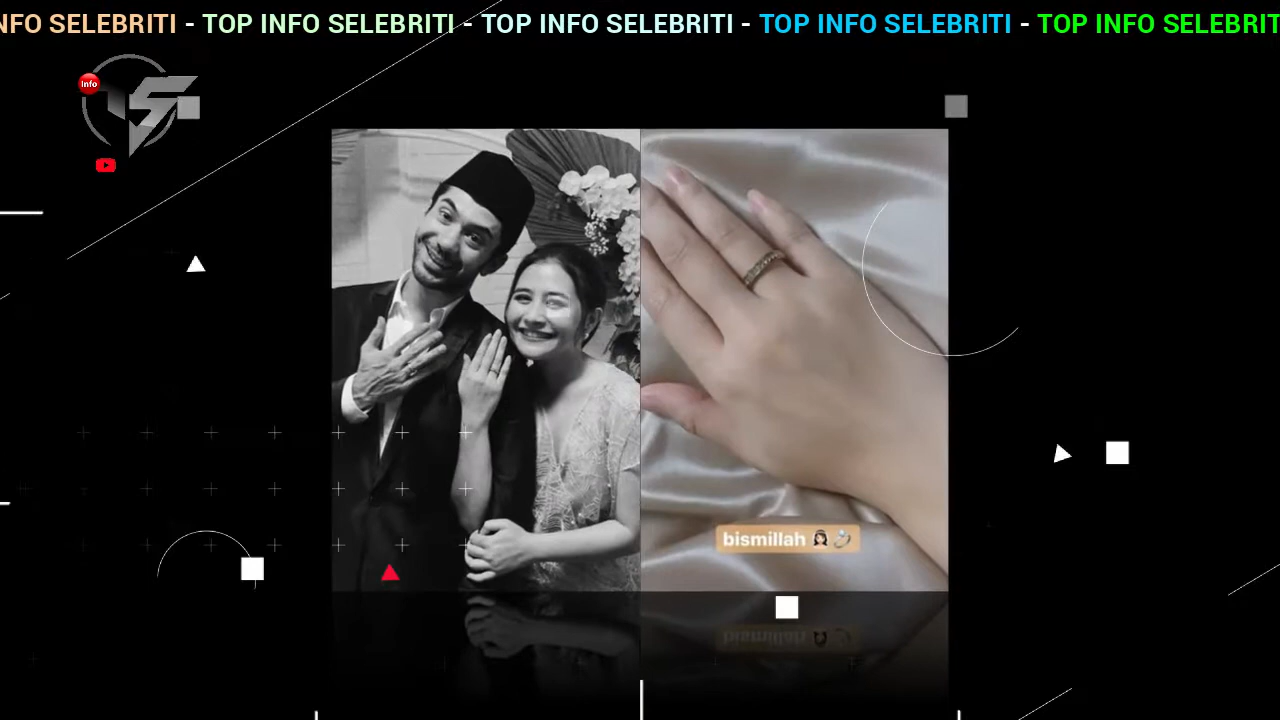 NFO SELEBRITI - TOP INFO SELEBRITI - TOP INFO SELEBRITI - TOP INFO SELEBRITI - TOP INFO SELEBRIT
Info
bismillah